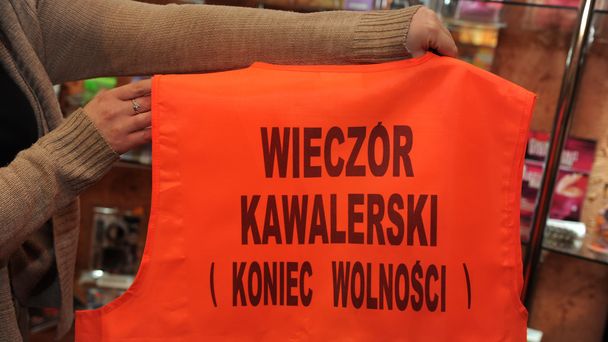 WIECZÓR
KAWALERSKI
( KONIEC WOLNOŚCI )